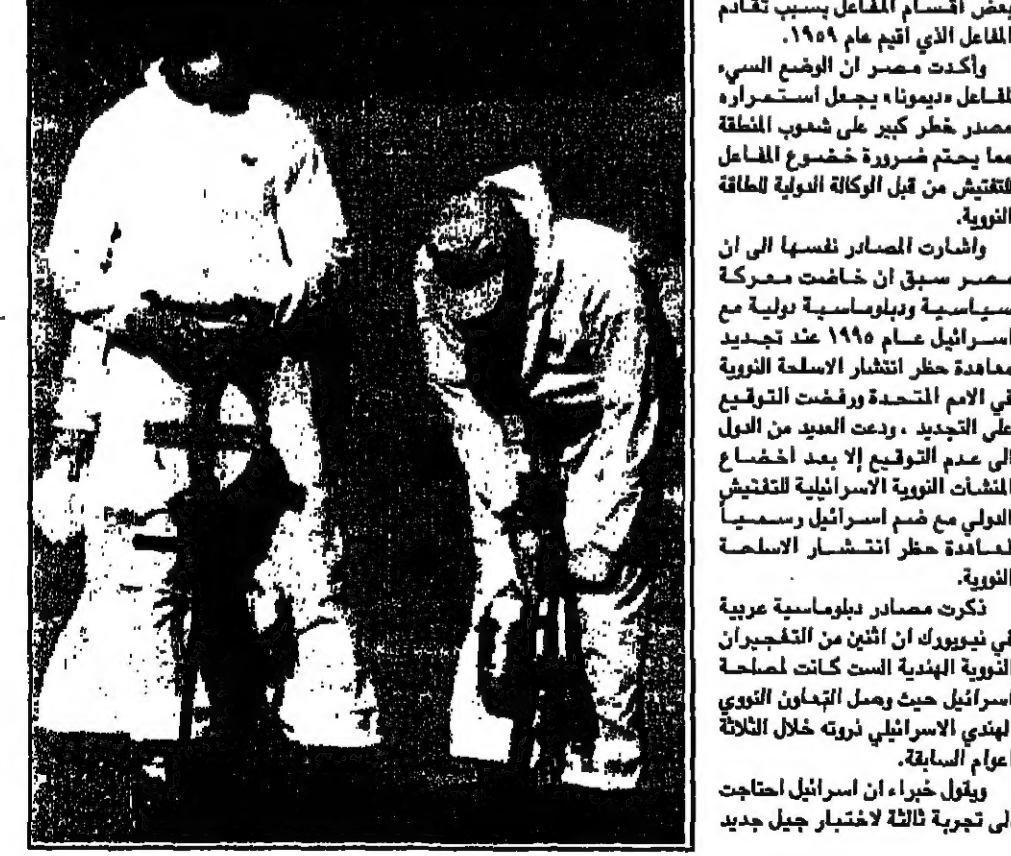 بعض اقسام المفاعل بسبب تقادم
المفاعل الذي اقيم عام ١٩٥٩.
وأكدت مصر ان الوضع السيء
لمفاعل «ديمونا» يجعل استمراره
مصدر خطر كبير على شعوب المنطقة
مما يحتم ضرورة خضوع المفاعل
للتفتيش من قبل الوكالة الدولية للطاقة
النووية.
واشارت المصادر نفسها الى ان
مصر سبق ان خاضت معركة
سياسية ودبلوماسية دولية مع
اسرائيل عام ١٩٩٥ عند تجديد
معاهدة حظر انتشار الاسلحة النووية
في الامم المتحدة ورفضت التوقيع
على التجديد ، ودعت العديد من الدول
إلى عدم التوقيع إلا بعد اخضاع
المنشآت النووية الاسرائيلية للتفتيش
الدولي مع ضم اسرائيل رسمياً
لمعاهدة حظر انتشار الاسلحة
النووية.
ذكرت مصادر دبلوماسية عربية
في نيويورك ان اثنين من التفجيران
النووية الهندية الست كانت لمصلحة
اسرائيل حيث وصل التعاون النووي
الهندي الاسرائيلي ذروته خلال الثلاثة
اعوام السابقة.
ويقول خبراء ان اسرائيل احتاجت
الى تجربة ثالثة لاختبار جيل جديد